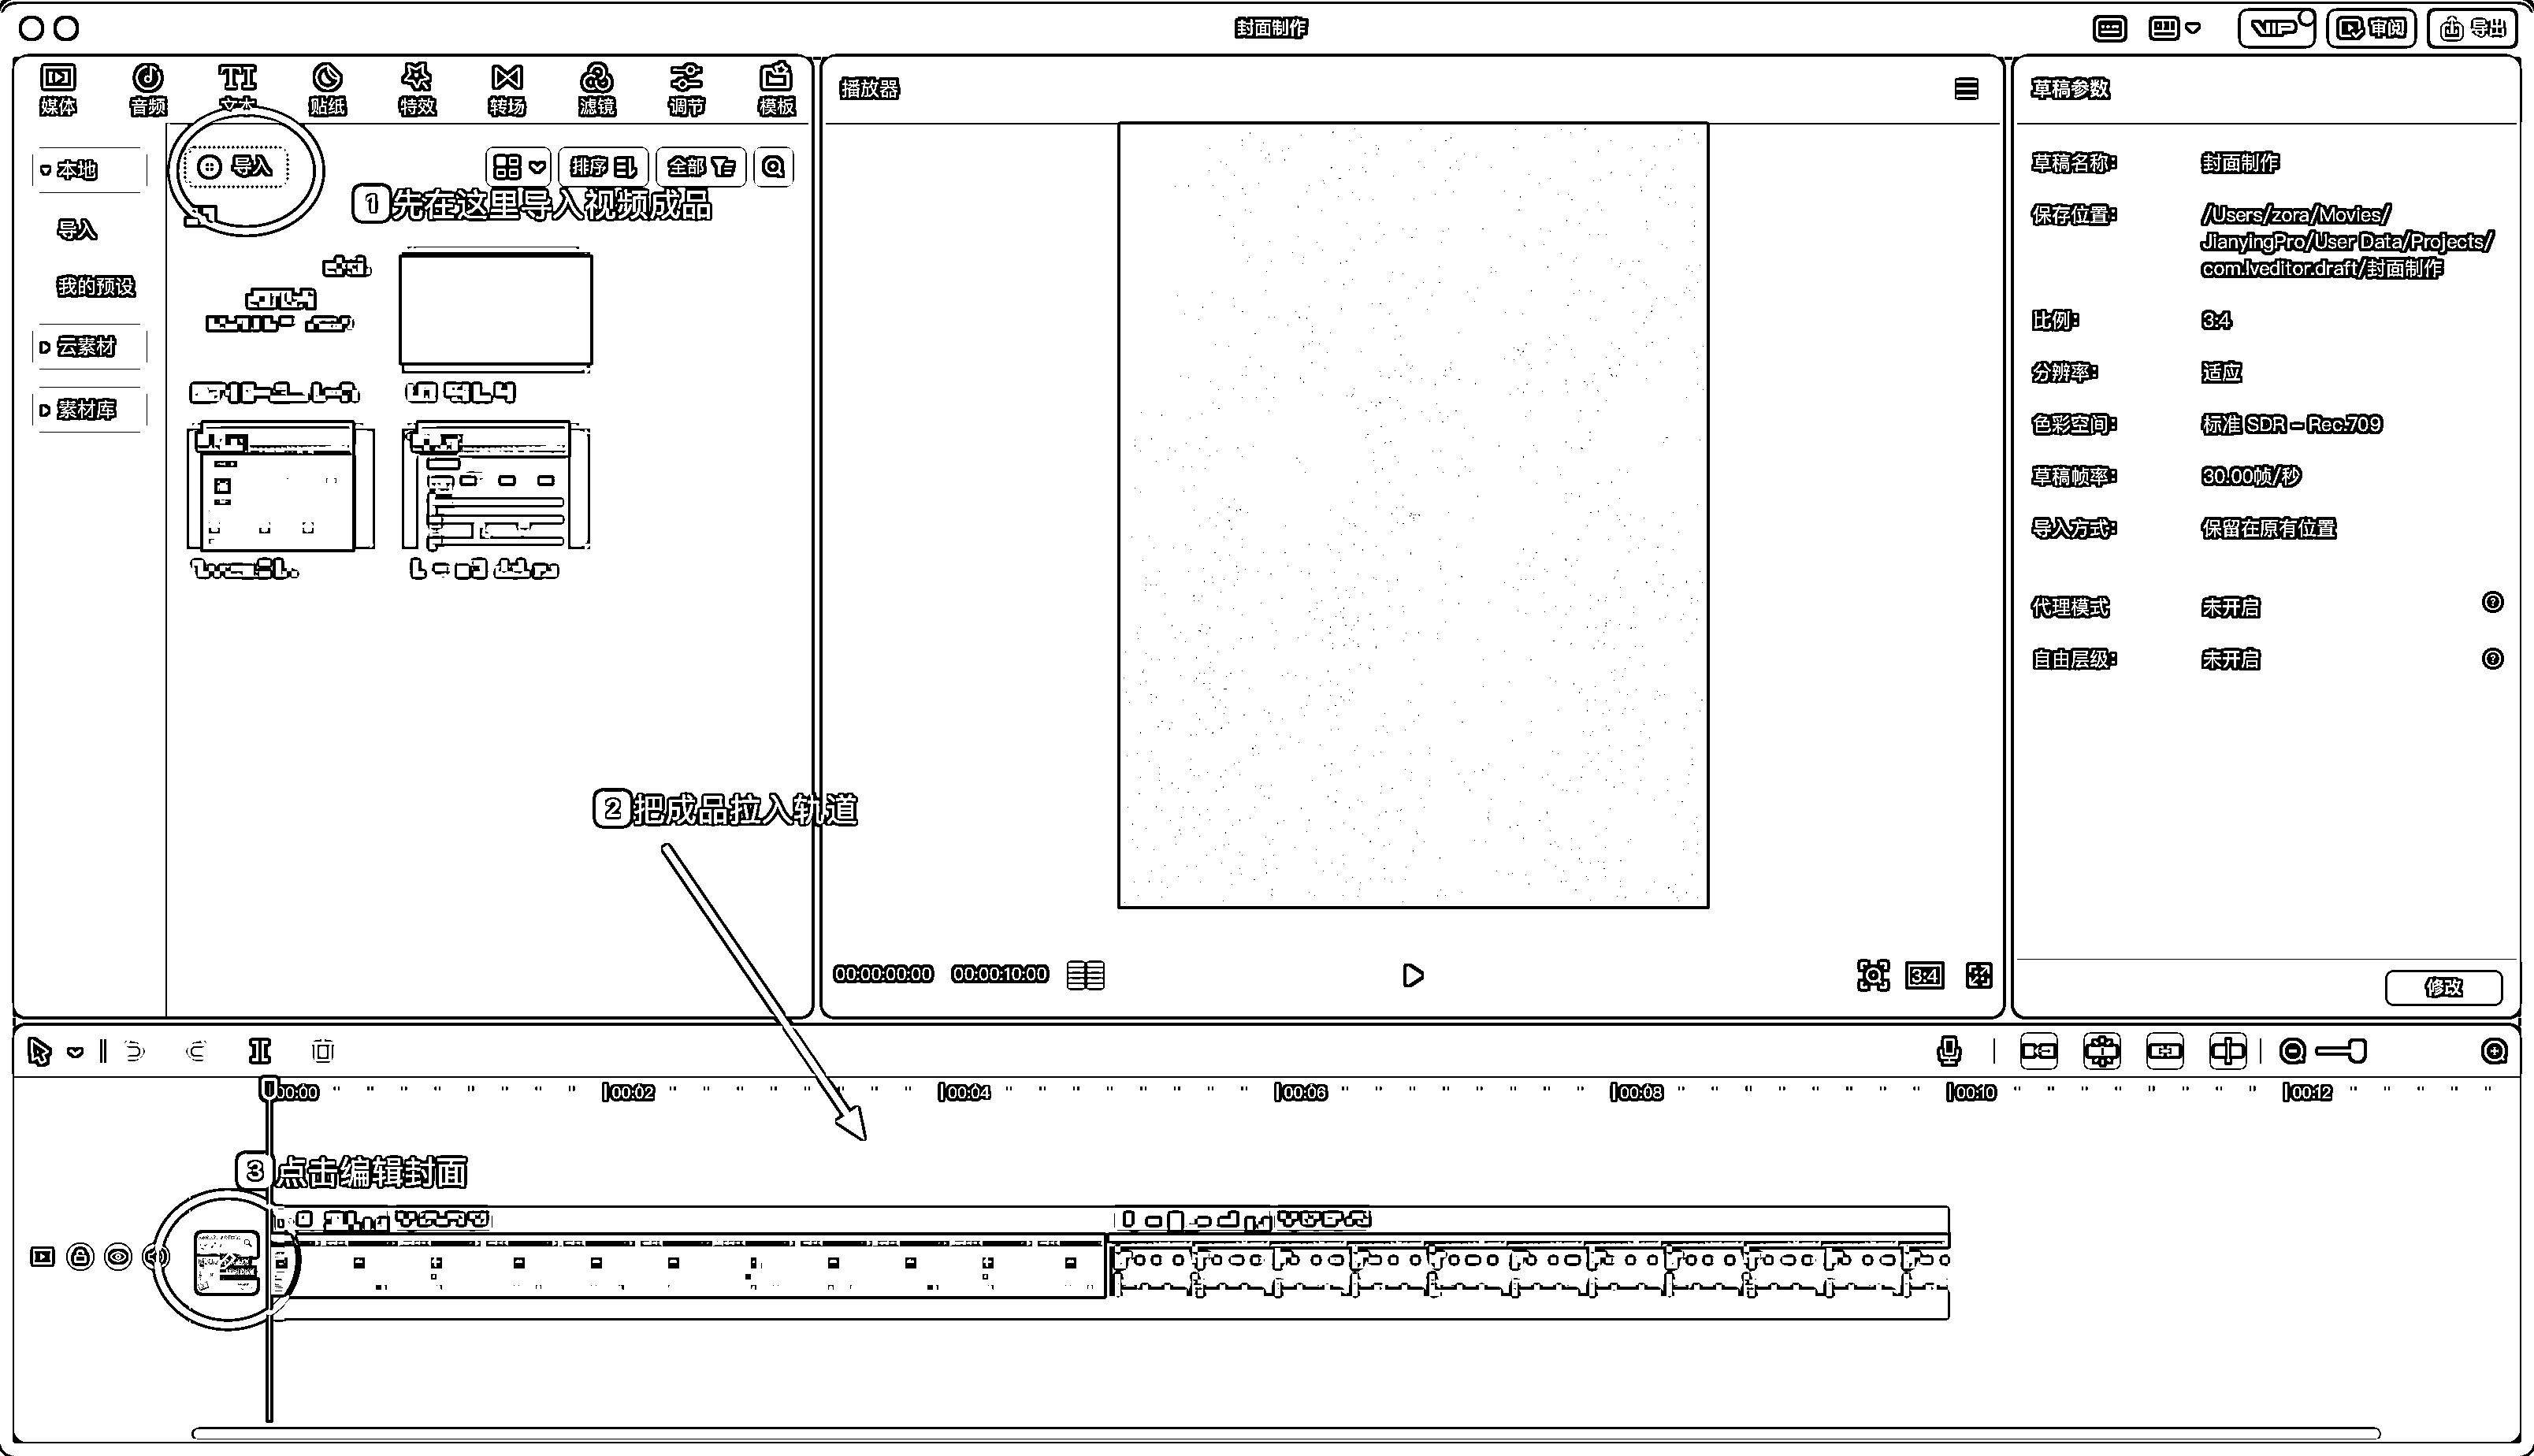 封面制作
VIP
审阅
导出
媒体
音频
文本
贴纸
特效
转场
滤镜
调节
模板
本地
导入
我的预设
云素材
素材库
导入
排序
全部
1 先在这里导入视频成品
2 把成品拉入轨道
播放器
00:00:00:00 00:00:10:00
3:4
草稿参数
草稿名称: 封面制作
保存位置: /Users/zora/Movies/
JianyingPro/User Data/Projects/
com.lveditor.draft/封面制作
比例: 3:4
分辨率: 适应
色彩空间: 标准 SDR – Rec.709
草稿帧率: 30.00帧/秒
导入方式: 保留在原有位置
代理模式 未开启
自由层级: 未开启
修改
00:00 00:02 00:04 00:06 00:08 00:10 00:12
3 点击编辑封面